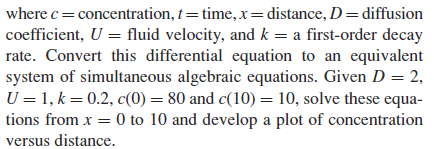 where c = concentration, t = time, x = distance, D = diffusion
coefficient, U = fluid velocity, and k = a first-order decay
rate. Convert this differential equation to an equivalent
system of simultaneous algebraic equations. Given D = 2,
U = 1, k = 0.2, c(0) = 80 and c(10) = 10, solve these equa-
tions from x = 0 to 10 and develop a plot of concentration
versus distance.